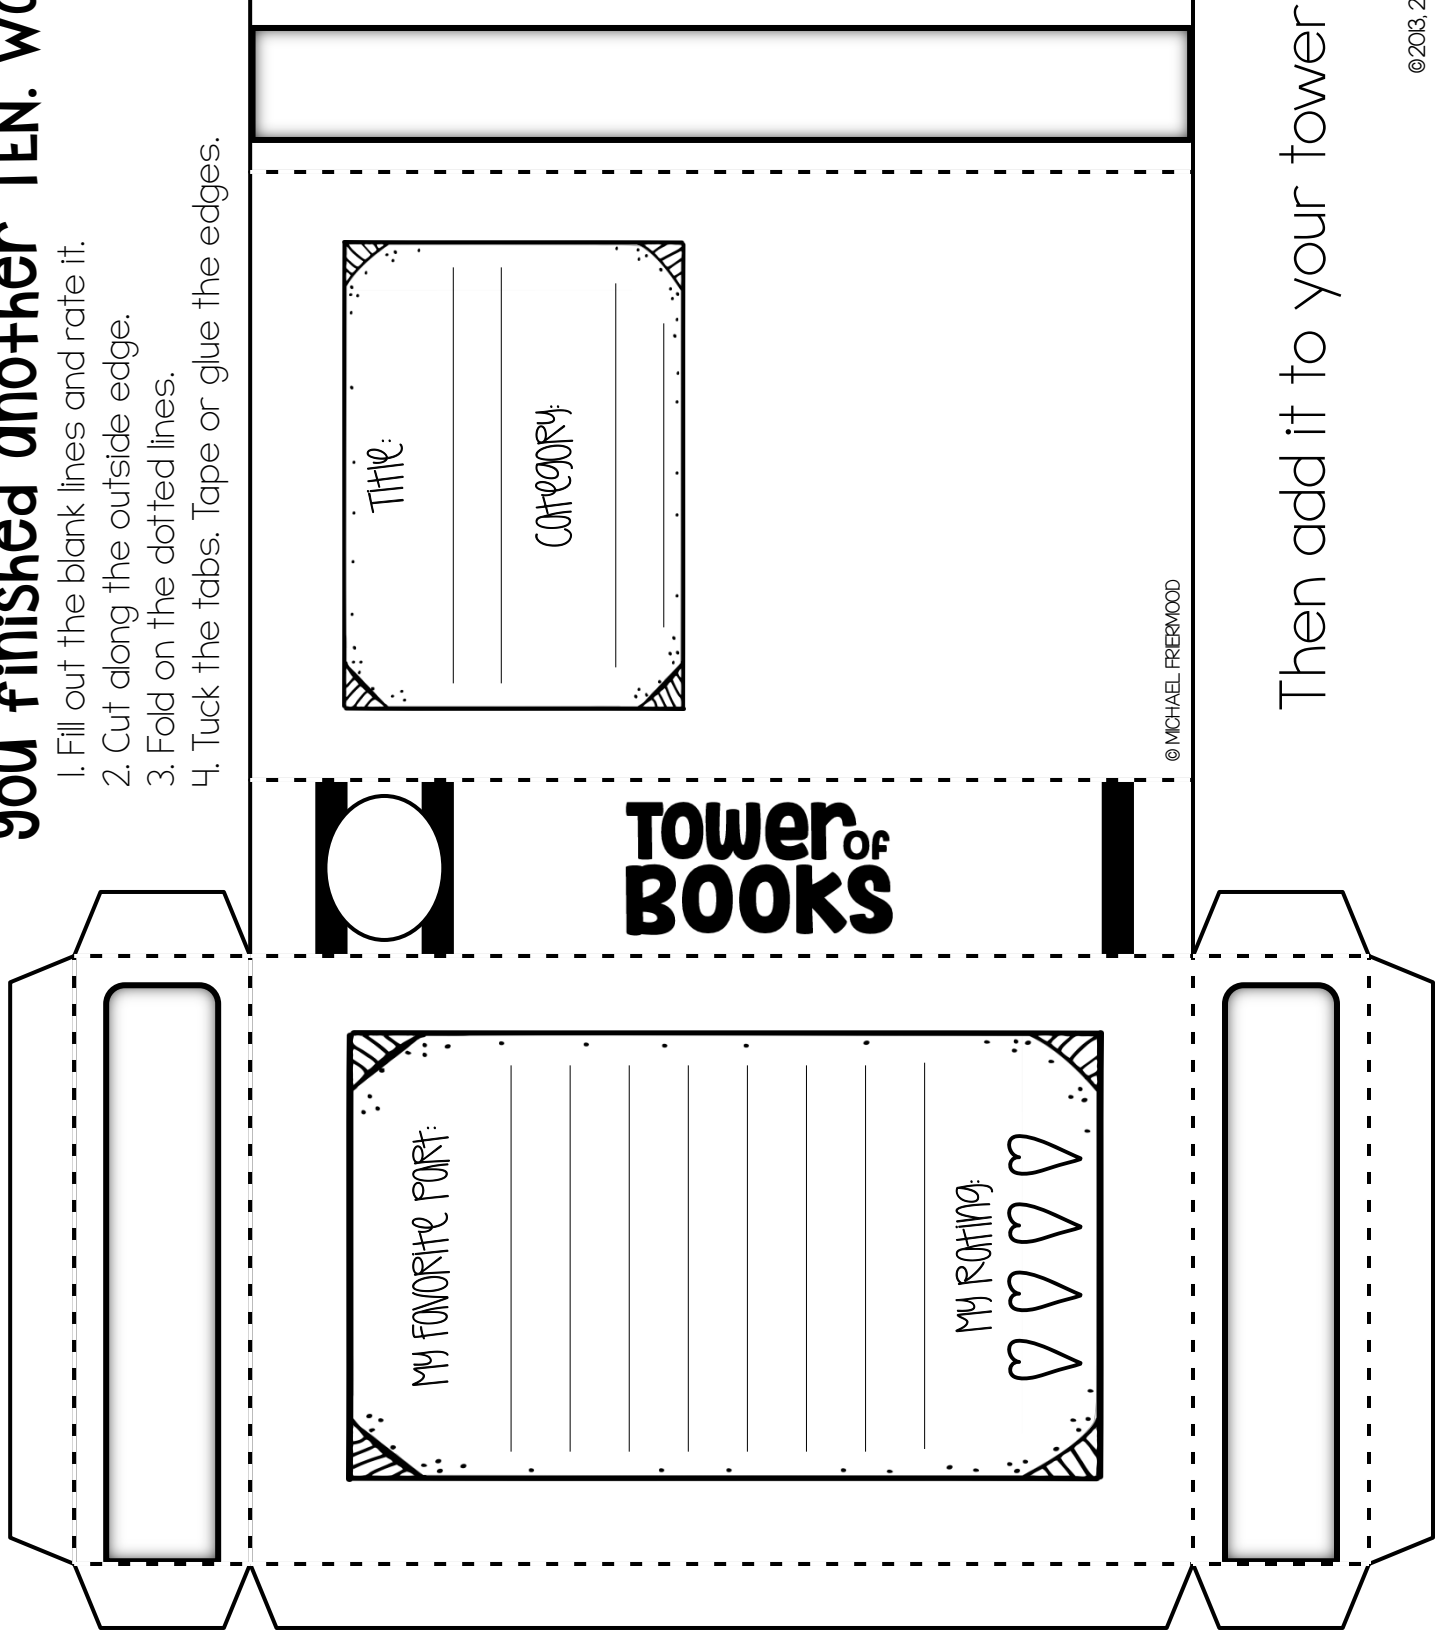 you finished another TEN.
1. Fill out the blank lines and rate it.
2. Cut along the outside edge.
3. Fold on the dotted lines.
4. Tuck the tabs. Tape or glue the edges.
Title:
Category:
© MICHAEL FRIERMOOD
Tower OF
BOOKS
My Favorite Part:
My Rating:
Then add it to your tower
©2013,